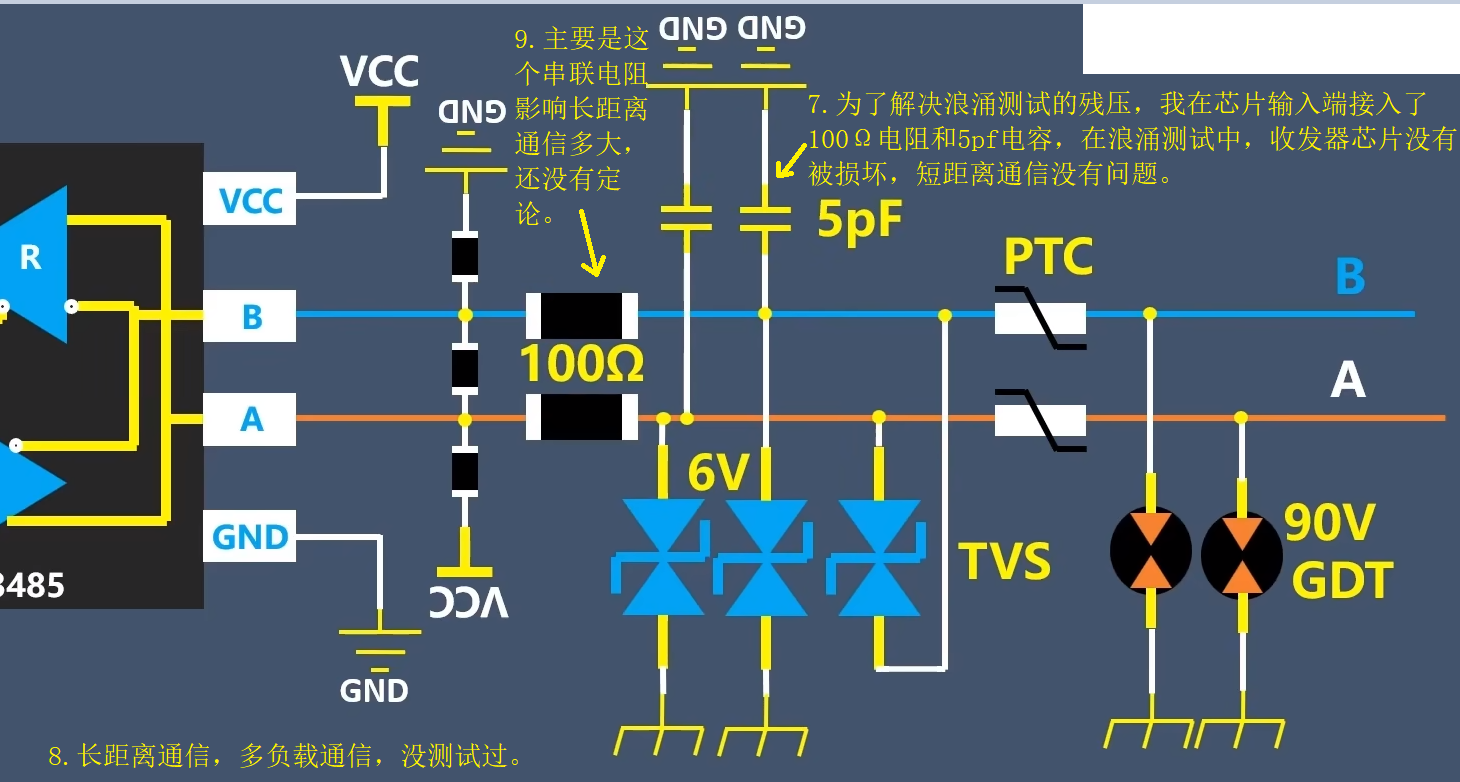 9.主要是这
个串联电阻
影响长距离
通信多大，
还没有定
论。
GND
GND
VCC
GND
7.为了解决浪涌测试的残压，我在芯片输入端接入了
100Ω电阻和5pf电容，在浪涌测试中，收发器芯片没有
被损坏，短距离通信没有问题。
VCC
5pF
R
PTC
B
B
100Ω
A
A
6V
90V
GND
TVS
GDT
3485
VCC
GND
8.长距离通信，多负载通信，没测试过。